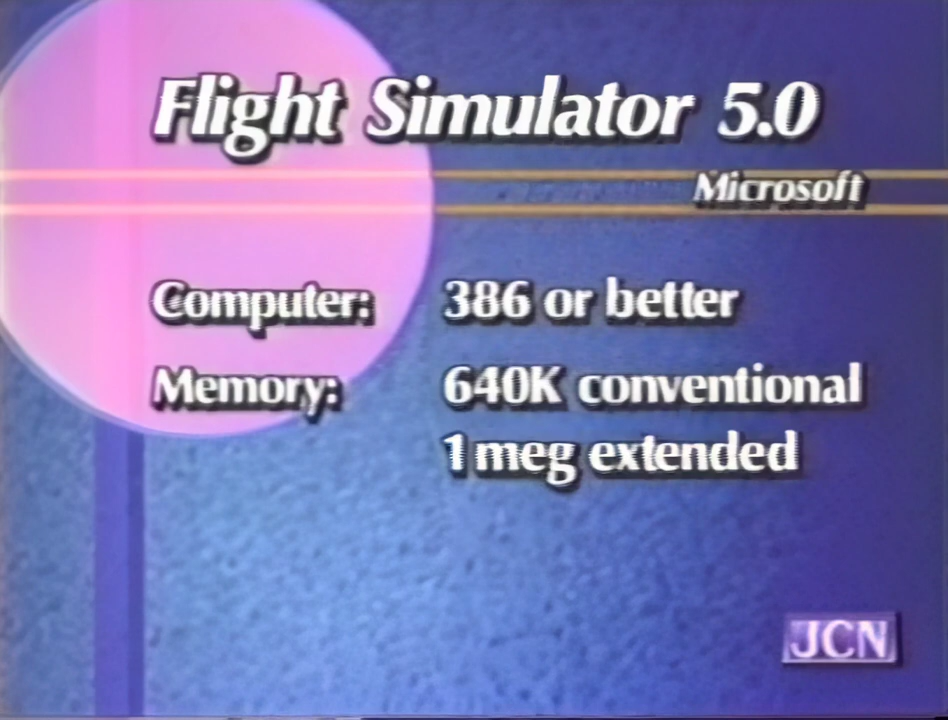 Flight Simulator 5.0
Microsoft
Computer: 386 or better
Memory: 640K conventional
1 meg extended
JCN